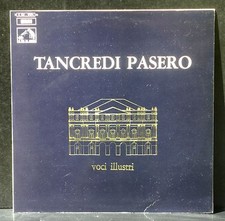 TANCREDI PASERO
voci illustri